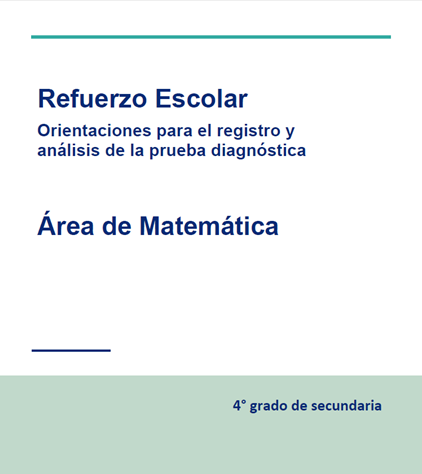 Refuerzo Escolar
Orientaciones para el registro y
análisis de la prueba diagnóstica
Área de Matemática
4° grado de secundaria